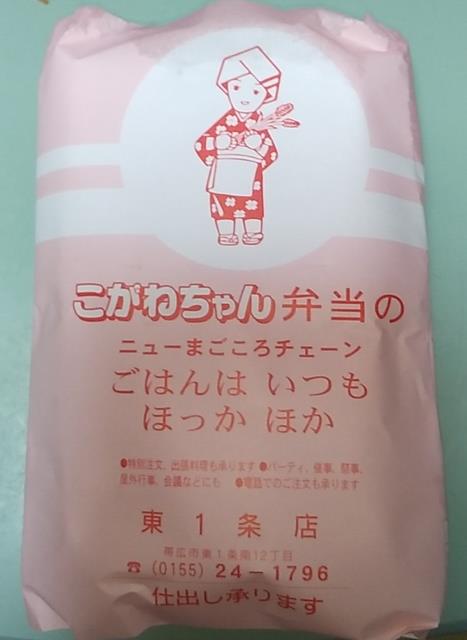 こがわちゃん弁当の
ニューまごころチェーン
ごはんは いつも
ほっか ほか
●特別注文、出張料理も承ります ●パーティ、催事、
屋外行事、会議などにも ●電話でのご注文も承ります
東1条店
帯広市東1条南12丁目
☎(0155)24-1796
仕出し承ります